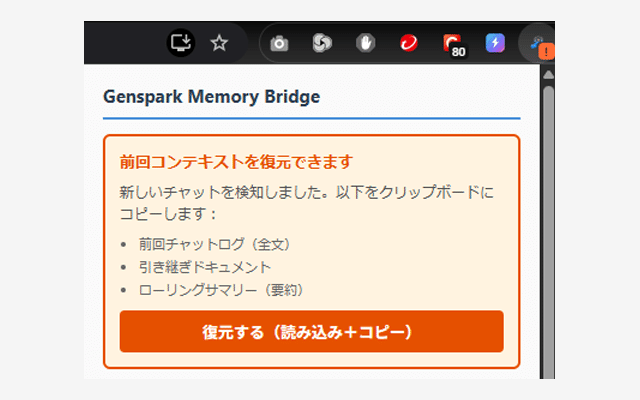 80
!
Genspark Memory Bridge
前回コンテキストを復元できます
新しいチャットを検知しました。以下をクリップボードに
コピーします：
• 前回チャットログ（全文）
• 引き継ぎドキュメント
• ローリングサマリー（要約）
復元する（読み込み＋コピー）